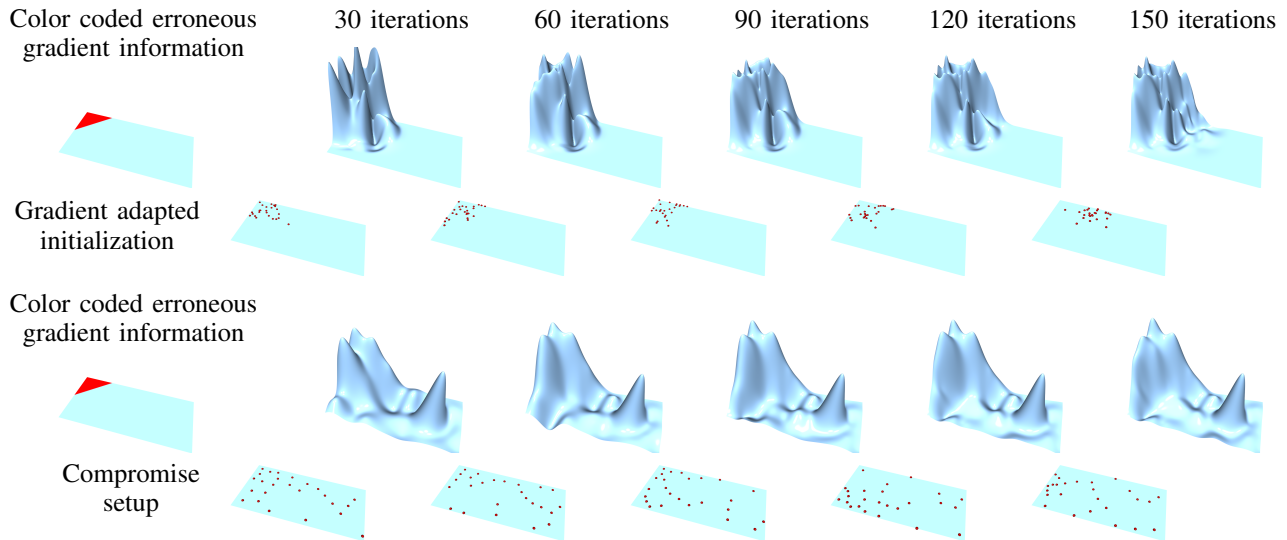 Color coded erroneous
gradient information
30 iterations
60 iterations
90 iterations
120 iterations
150 iterations
Gradient adapted
initialization
Color coded erroneous
gradient information
Compromise
setup